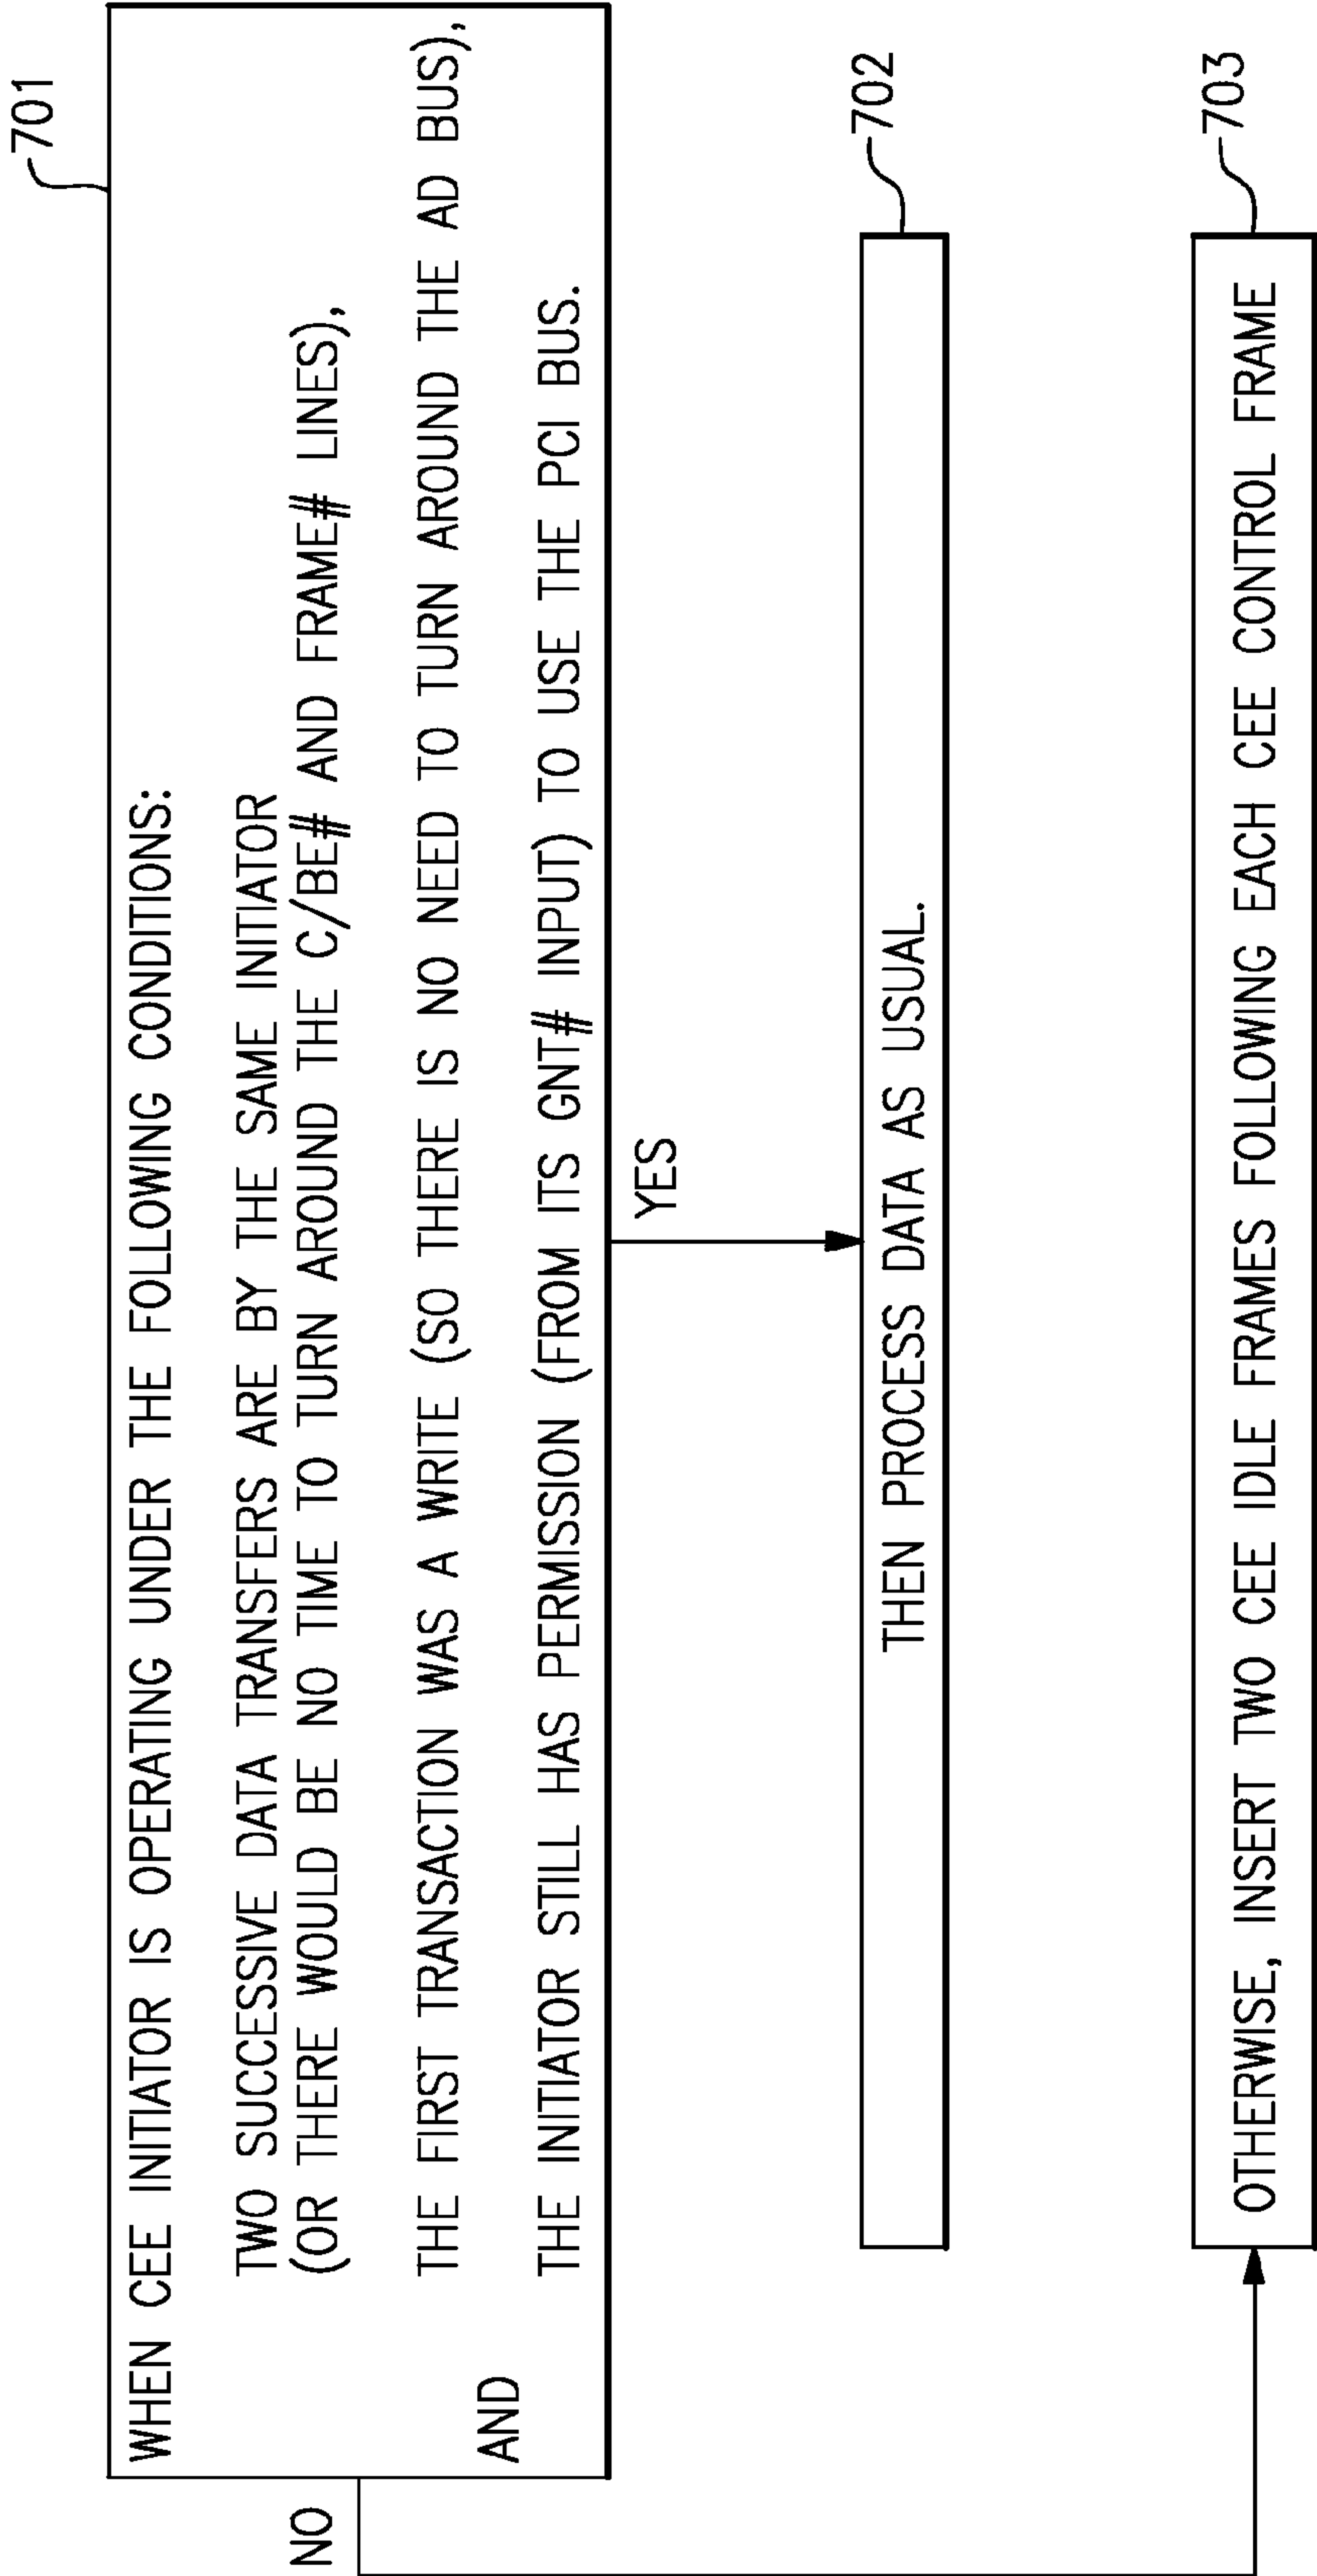 701
WHEN CEE INITIATOR IS OPERATING UNDER THE FOLLOWING CONDITIONS:
TWO SUCCESSIVE DATA TRANSFERS ARE BY THE SAME INITIATOR
(OR THERE WOULD BE NO TIME TO TURN AROUND THE C/BE# AND FRAME# LINES),
THE FIRST TRANSACTION WAS A WRITE (SO THERE IS NO NEED TO TURN AROUND THE AD BUS),
AND
THE INITIATOR STILL HAS PERMISSION (FROM ITS GNT# INPUT) TO USE THE PCI BUS.
NO
YES
702
THEN PROCESS DATA AS USUAL.
703
OTHERWISE, INSERT TWO CEE IDLE FRAMES FOLLOWING EACH CEE CONTROL FRAME